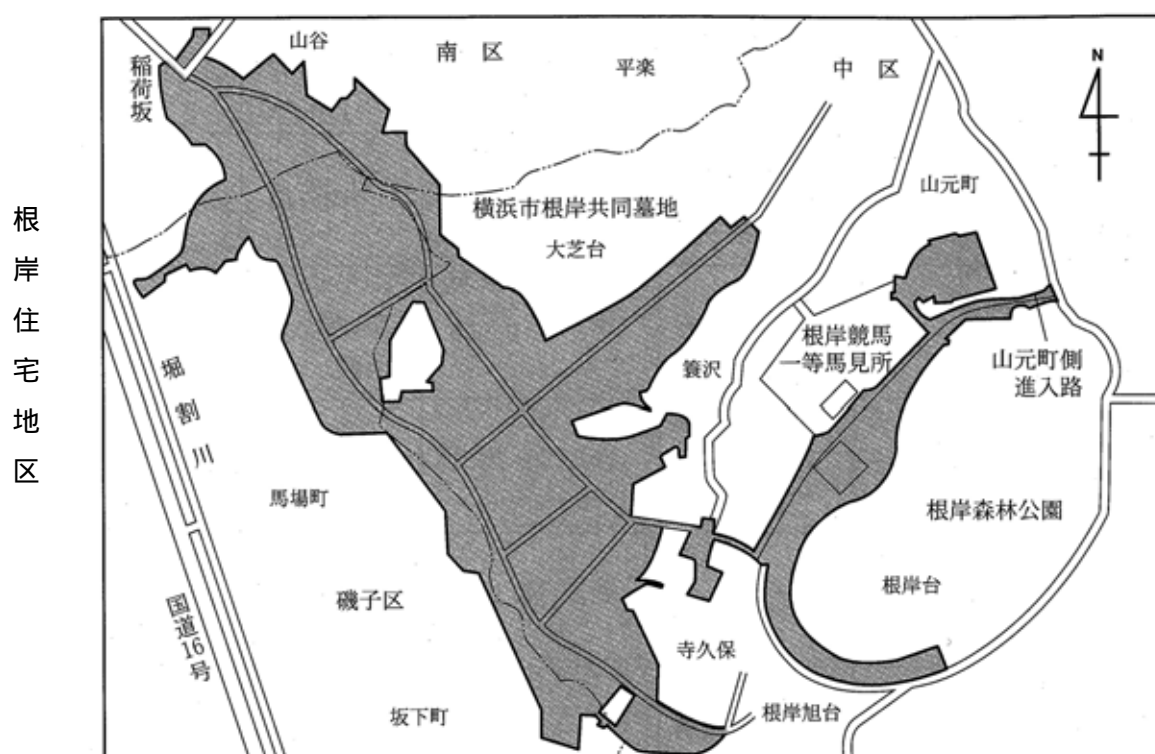 根岸住宅地区
山谷
南区
平楽
中区
N
稲荷坂
山元町
横浜市根岸共同墓地
大芝台
根岸競馬
一等馬見所
簑沢
山元町側
進入路
堀割川
馬場町
根岸森林公園
磯子区
根岸台
国道16号
寺久保
坂下町
根岸旭台